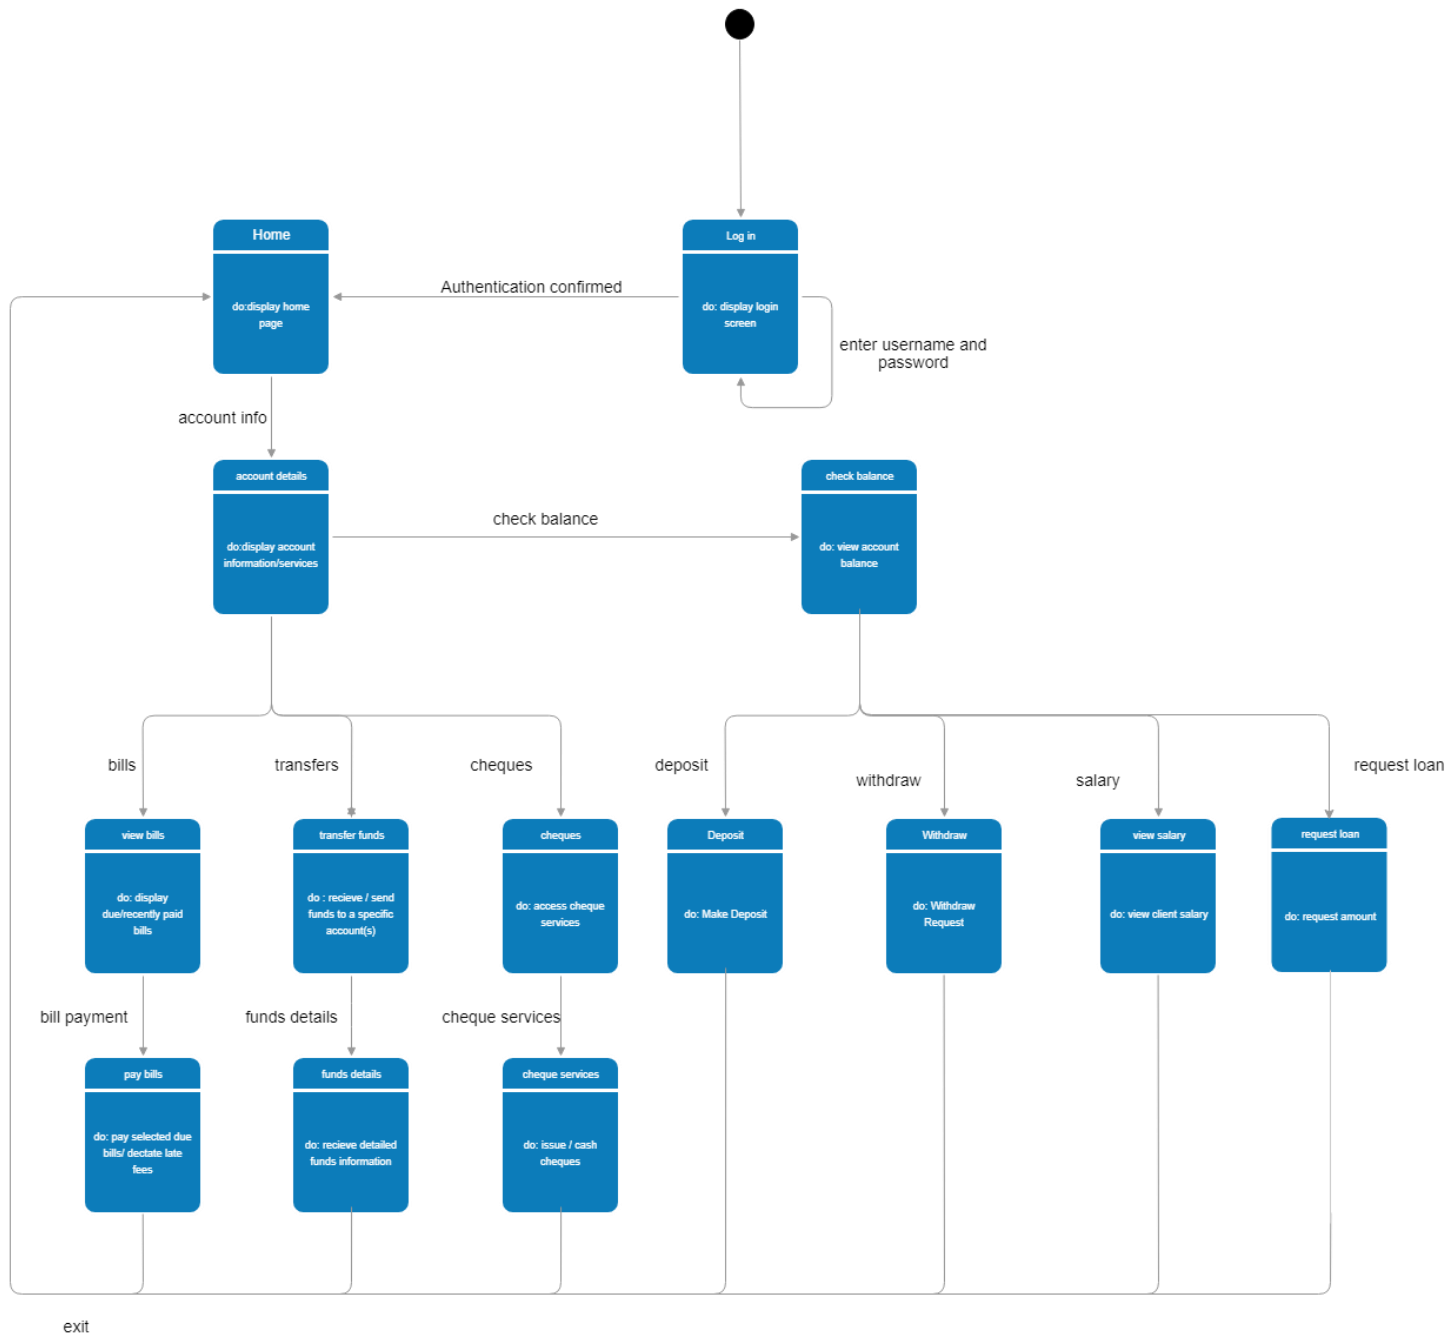 Home
Log in
do:display home
page
Authentication confirmed
do: display login
screen
enter username and
password
account info
account details
check balance
check balance
do:display account
information/services
do: view account
balance
bills
transfers
cheques
deposit
withdraw
salary
request loan
view bills
transfer funds
cheques
Deposit
Withdraw
view salary
request loan
do: display
due/recently paid
bills
do : recieve / send
funds to a specific
account(s)
do: access cheque
services
do: Make Deposit
do: Withdraw
Request
do: view client salary
do: request amount
bill payment
funds details
cheque services
pay bills
funds details
cheque services
do: pay selected due
bills/ dectate late
fees
do: recieve detailed
funds information
do: issue / cash
cheques
exit